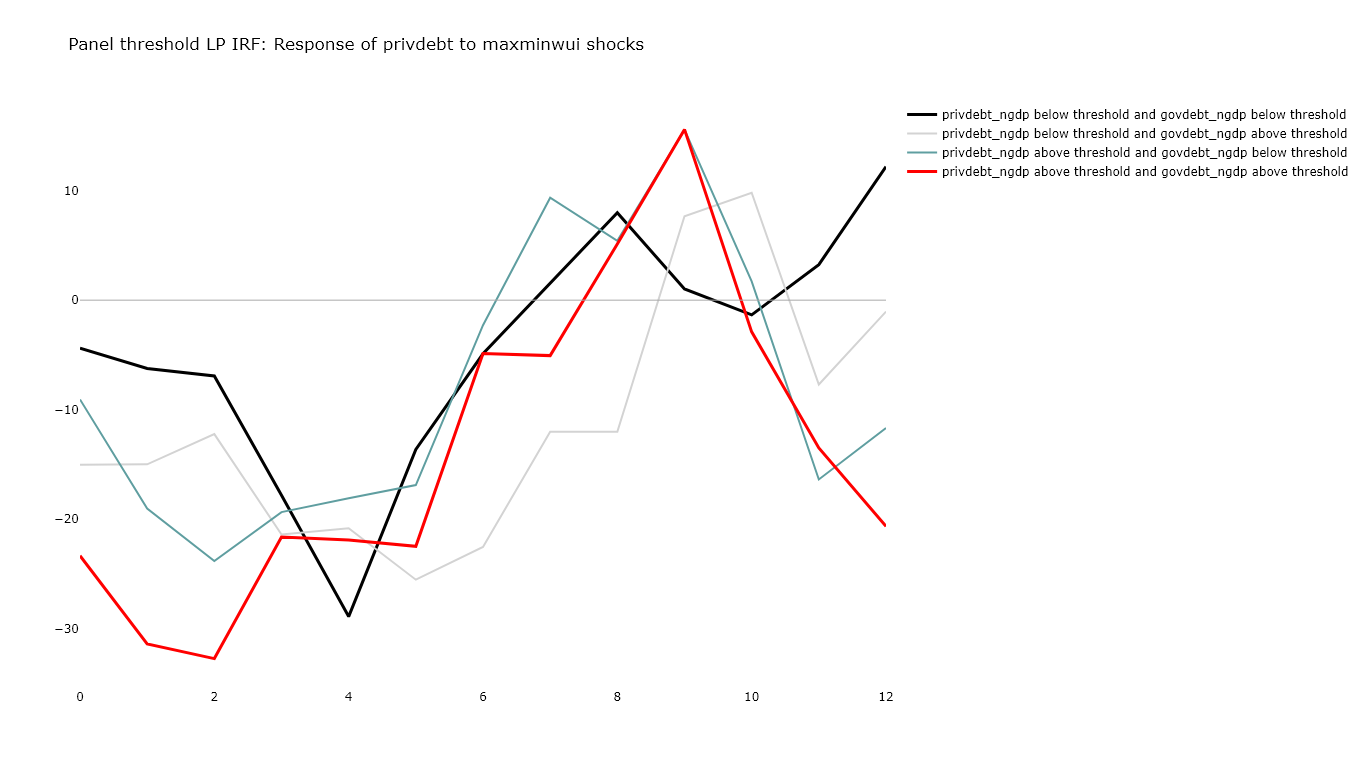 Panel threshold LP IRF: Response of privdebt to maxminwui shocks
privdebt_ngdp below threshold and govdebt_ngdp below threshold
privdebt_ngdp below threshold and govdebt_ngdp above threshold
privdebt_ngdp above threshold and govdebt_ngdp below threshold
privdebt_ngdp above threshold and govdebt_ngdp above threshold
10
0
−10
−20
−30
0 2 4 6 8 10 12